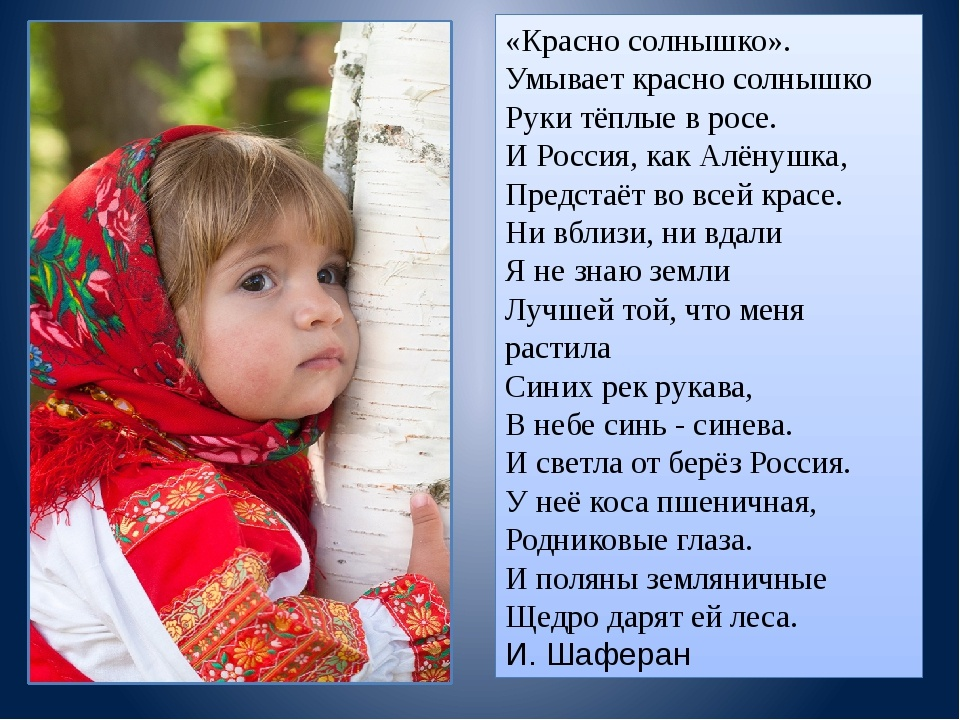 «Красно солнышко».
Умывает красно солнышко
Руки тёплые в росе.
И Россия, как Алёнушка,
Предстаёт во всей красе.
Ни вблизи, ни вдали
Я не знаю земли
Лучшей той, что меня
растила
Синих рек рукава,
В небе синь - синева.
И светла от берёз Россия.
У неё коса пшеничная,
Родниковые глаза.
И поляны земляничные
Щедро дарят ей леса.
И. Шаферан